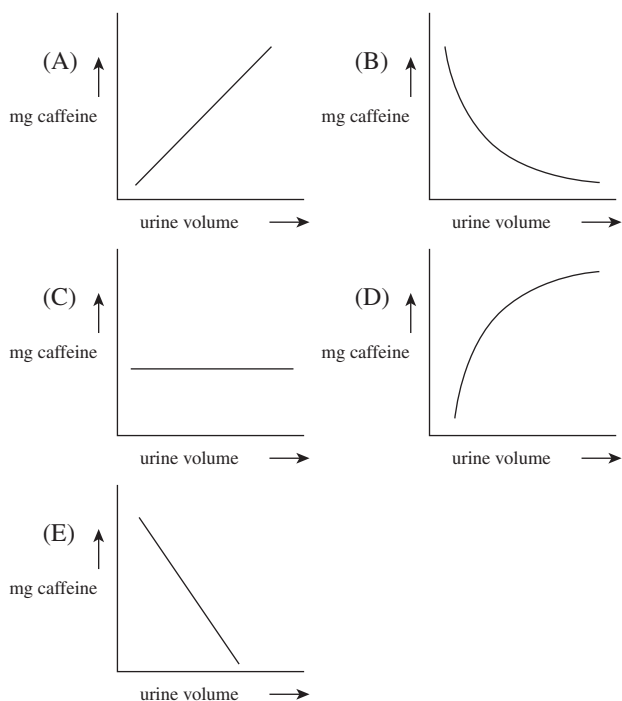 (A)
mg caffeine
urine volume
(B)
mg caffeine
urine volume
(C)
mg caffeine
urine volume
(D)
mg caffeine
urine volume
(E)
mg caffeine
urine volume